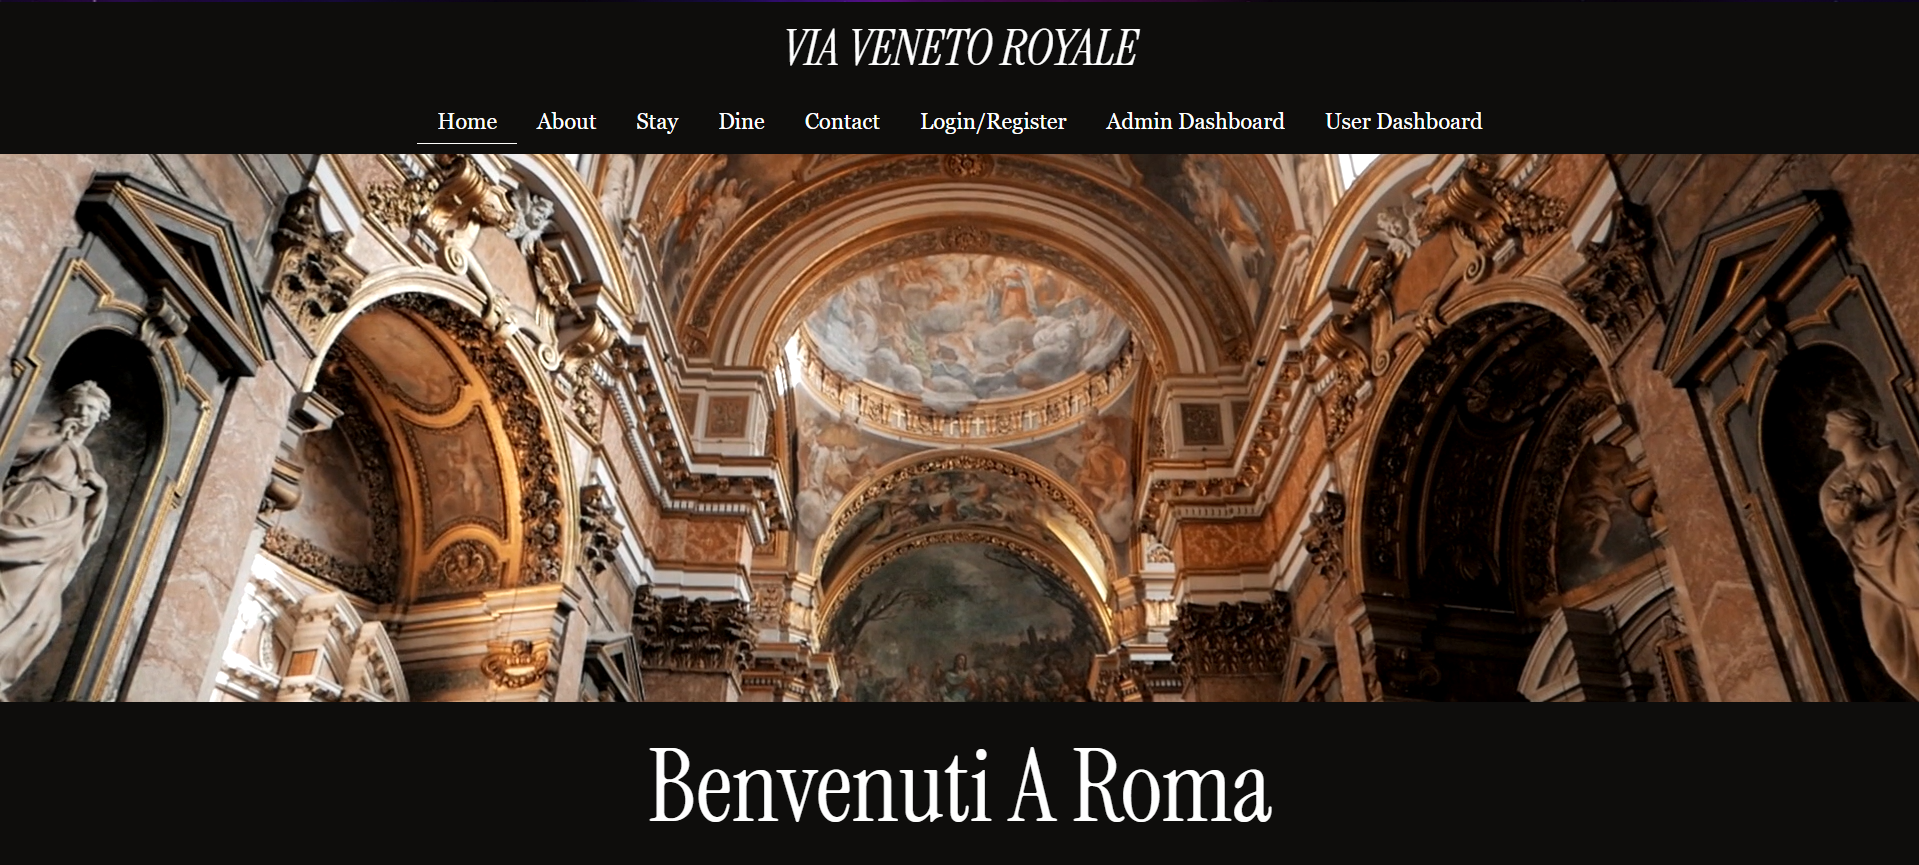 VIA VENETO ROYALE
Home About Stay Dine Contact Login/Register Admin Dashboard User Dashboard
Benvenuti A Roma